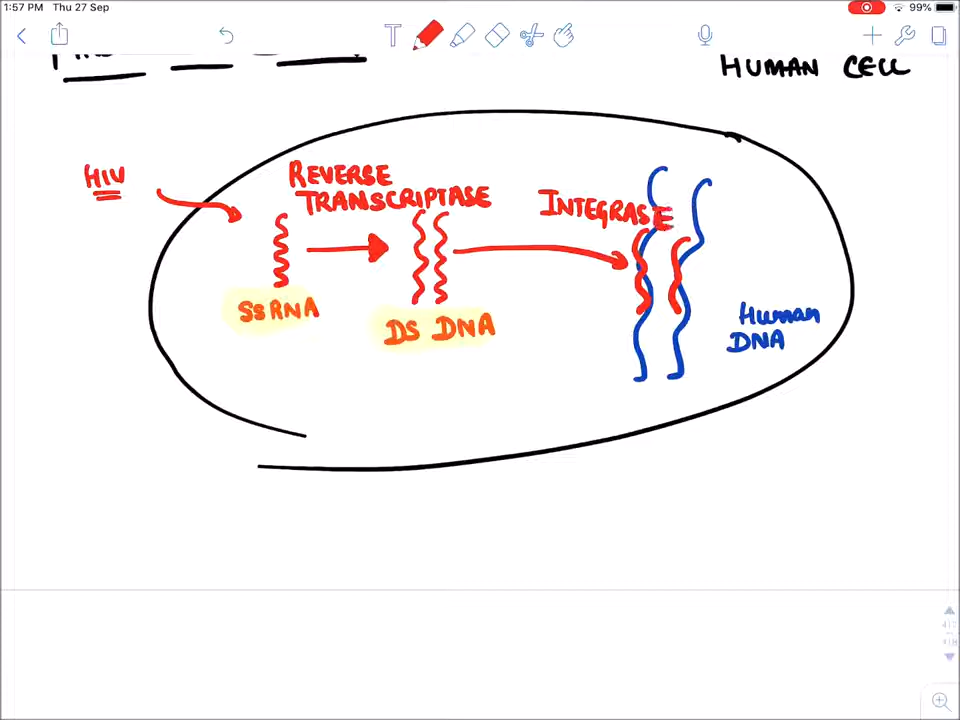 1:57 PM Thu 27 Sep
99%
T
HUMAN CELL
HIV
REVERSE
TRANSCRIPTASE
INTEGRASE
SSRNA
DS DNA
Human
DNA